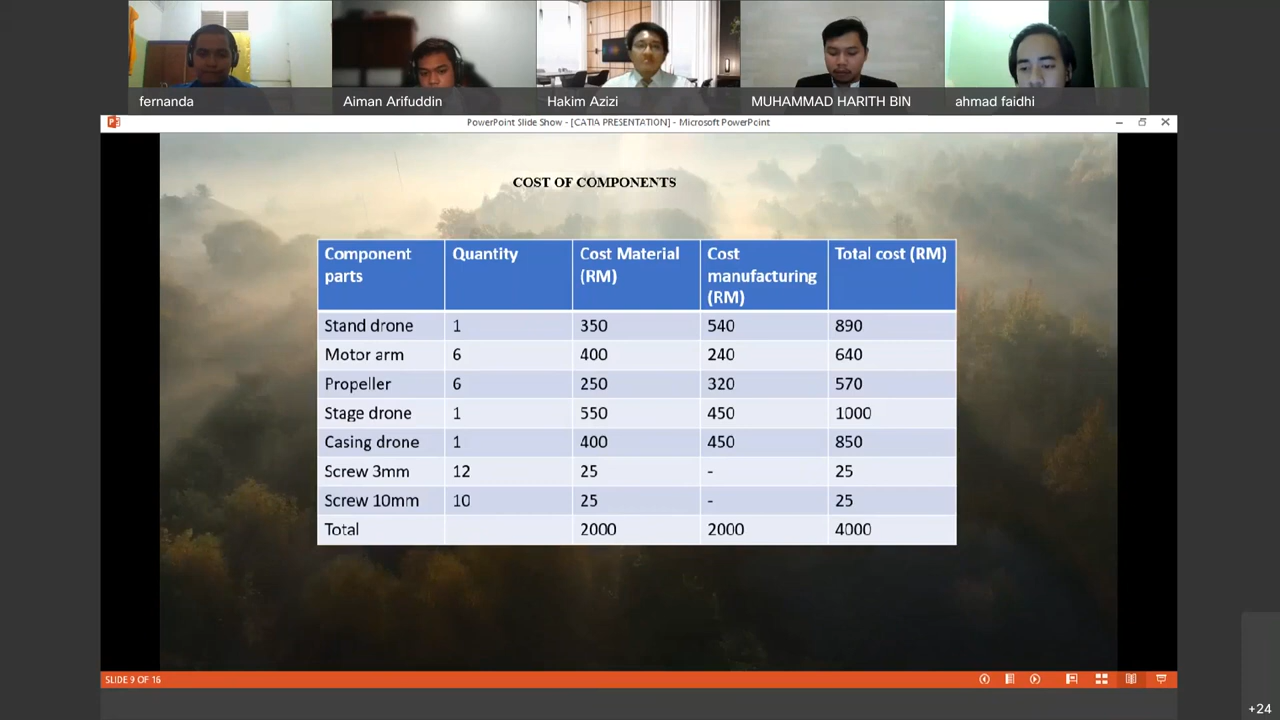 fernanda
Aiman Arifuddin
Hakim Azizi
MUHAMMAD HARITH BIN
ahmad faidhi
PowerPoint Slide Show - [CATIA PRESENTATION] - Microsoft PowerPoint
COST OF COMPONENTS
Component parts Quantity Cost Material (RM) Cost manufacturing (RM) Total cost (RM)
Stand drone 1 350 540 890
Motor arm 6 400 240 640
Propeller 6 250 320 570
Stage drone 1 550 450 1000
Casing drone 1 400 450 850
Screw 3mm 12 25 - 25
Screw 10mm 10 25 - 25
Total 2000 2000 4000
SLIDE 9 OF 16
+24